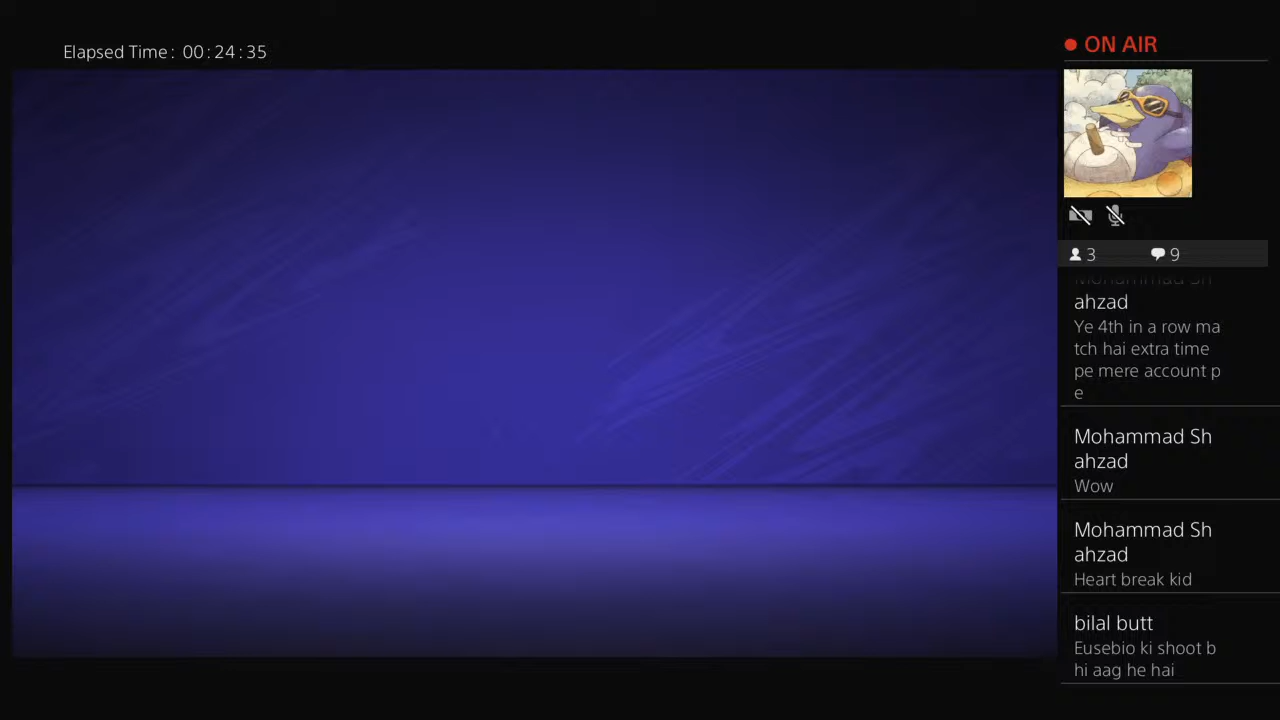 Elapsed Time: 00:24:35
ON AIR
3 9
Mohammad Sh
ahzad
Ye 4th in a row ma
tch hai extra time
pe mere account p
e
Mohammad Sh
ahzad
Wow
Mohammad Sh
ahzad
Heart break kid
bilal butt
Eusebio ki shoot b
hi aag he hai